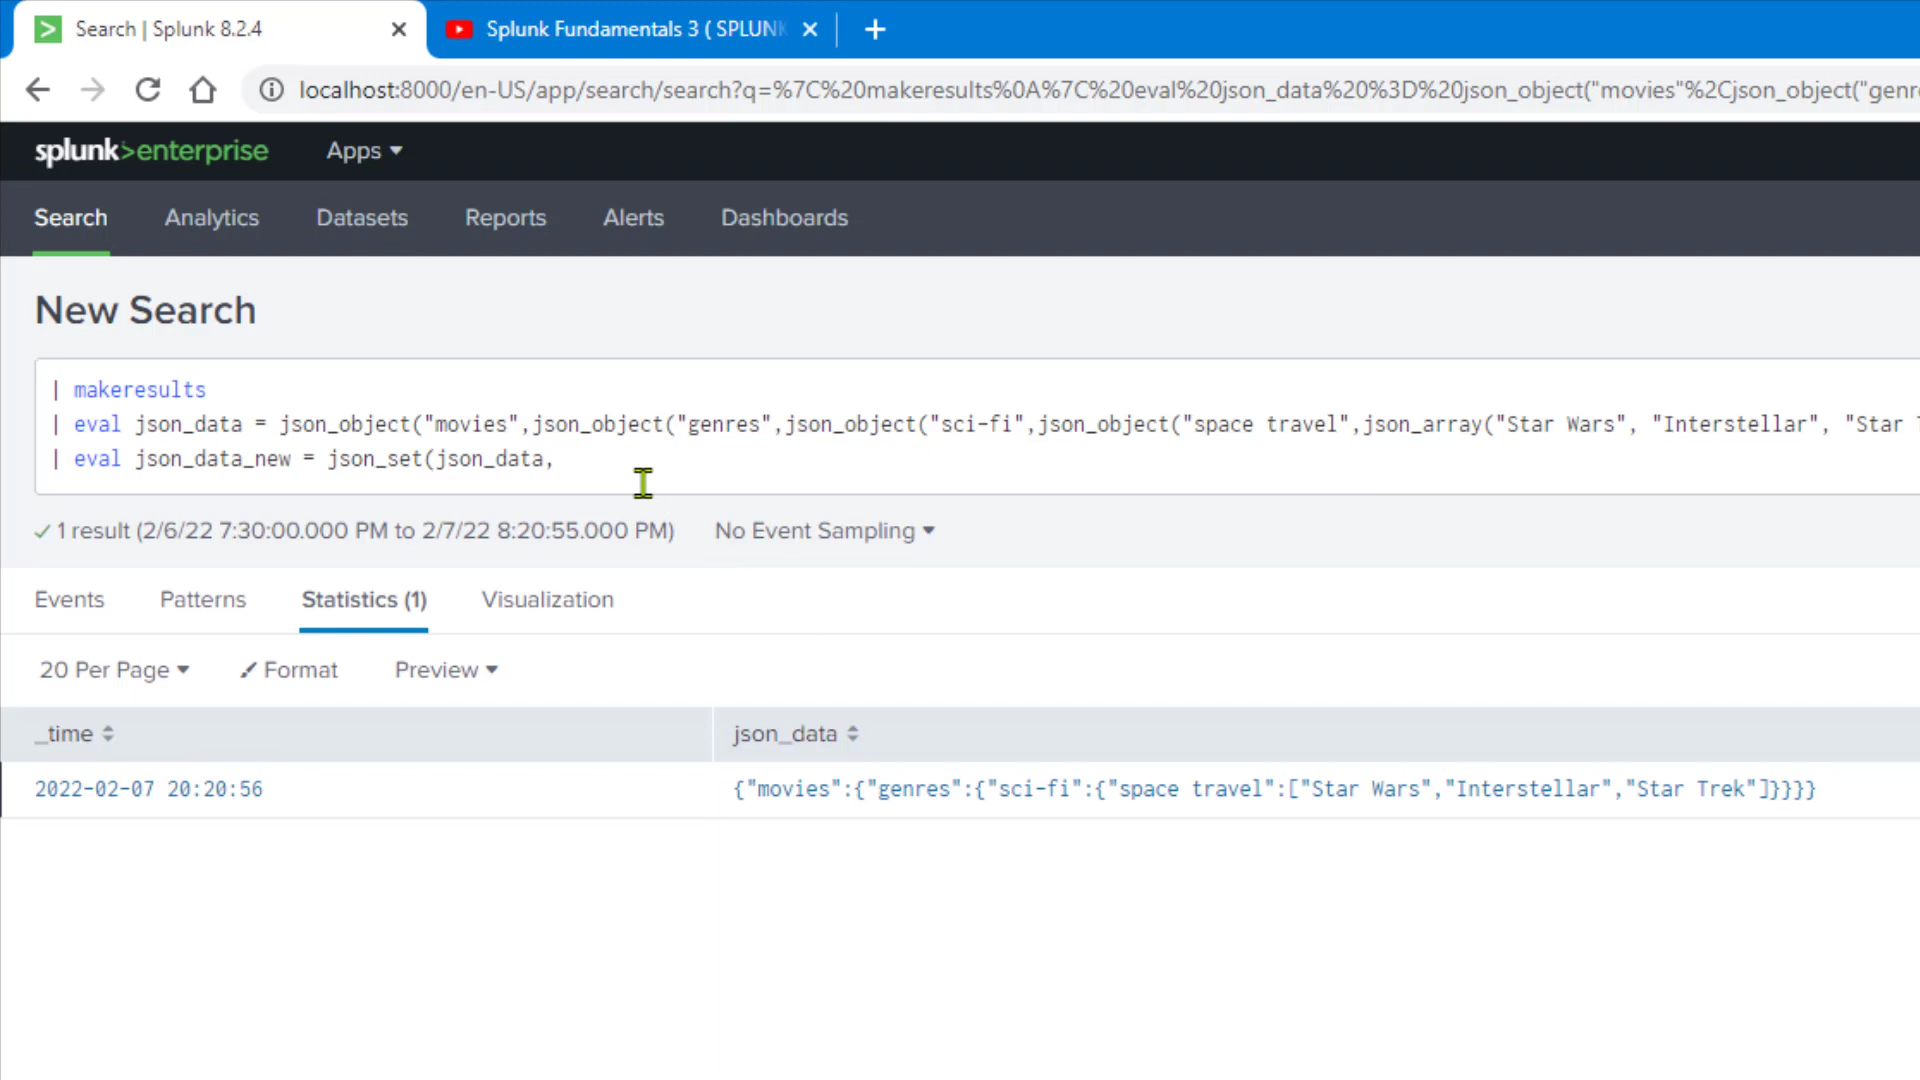 Search | Splunk 8.2.4
Splunk Fundamentals 3 ( SPLUNK
localhost:8000/en-US/app/search/search?q=%7C%20makeresults%0A%7C%20eval%20json_data%20%3D%20json_object("movies"%2Cjson_object("genr
splunk>enterprise Apps
Search Analytics Datasets Reports Alerts Dashboards
New Search
| makeresults
| eval json_data = json_object("movies",json_object("genres",json_object("sci-fi",json_object("space travel",json_array("Star Wars", "Interstellar", "Star T
| eval json_data_new = json_set(json_data,
1 result (2/6/22 7:30:00.000 PM to 2/7/22 8:20:55.000 PM) No Event Sampling
Events Patterns Statistics (1) Visualization
20 Per Page Format Preview
_time json_data
2022-02-07 20:20:56 {"movies":{"genres":{"sci-fi":{"space travel":["Star Wars","Interstellar","Star Trek"]}}}}